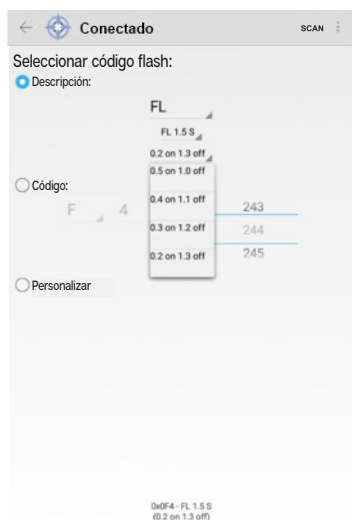 Conectado SCAN
Seleccionar código flash:
Descripción:
FL
FL 1.5 S
0.2 on 1.3 off
0.5 on 1.0 off
Código:
0.4 on 1.1 off
F 4 243
0.3 on 1.2 off 244
0.2 on 1.3 off 245
Personalizar
0x0F4 - FL 1.5 S
(0.2 on 1.3 off)